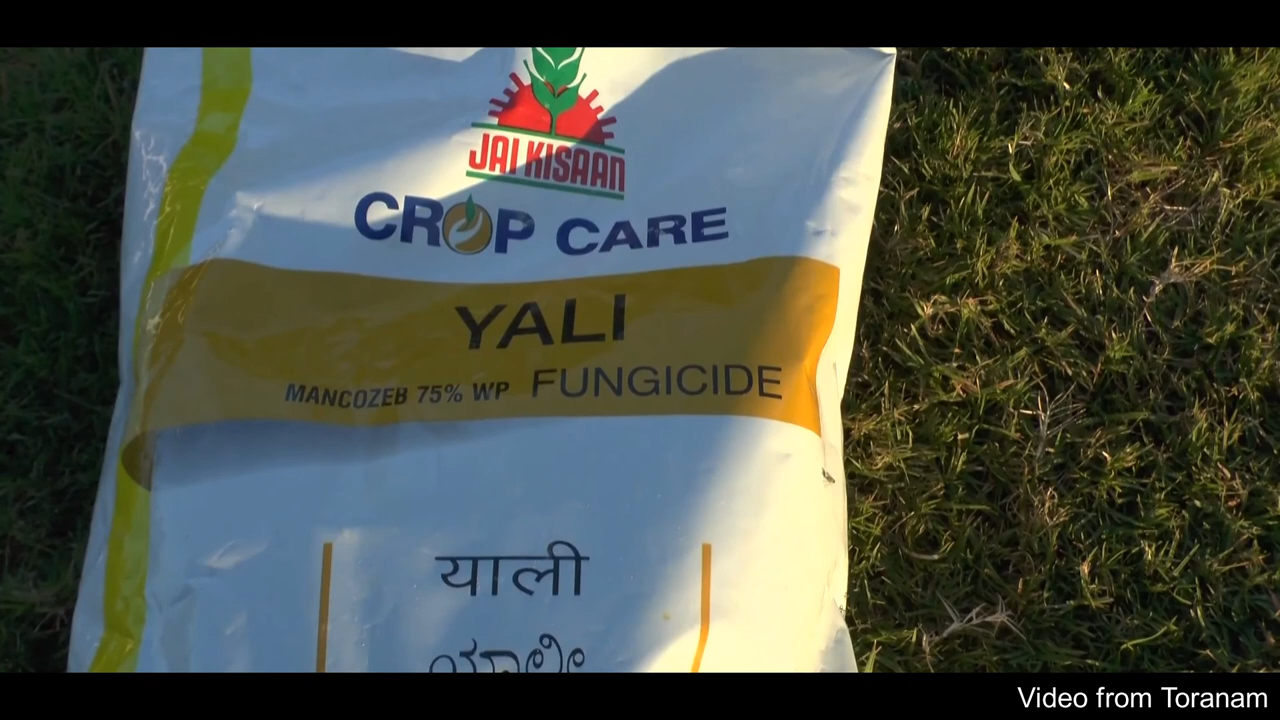 JAI KISAAN
CROP CARE
YALI
MANCOZEB 75% WP FUNGICIDE
याली
ಯಾಲೀ
Video from Toranam